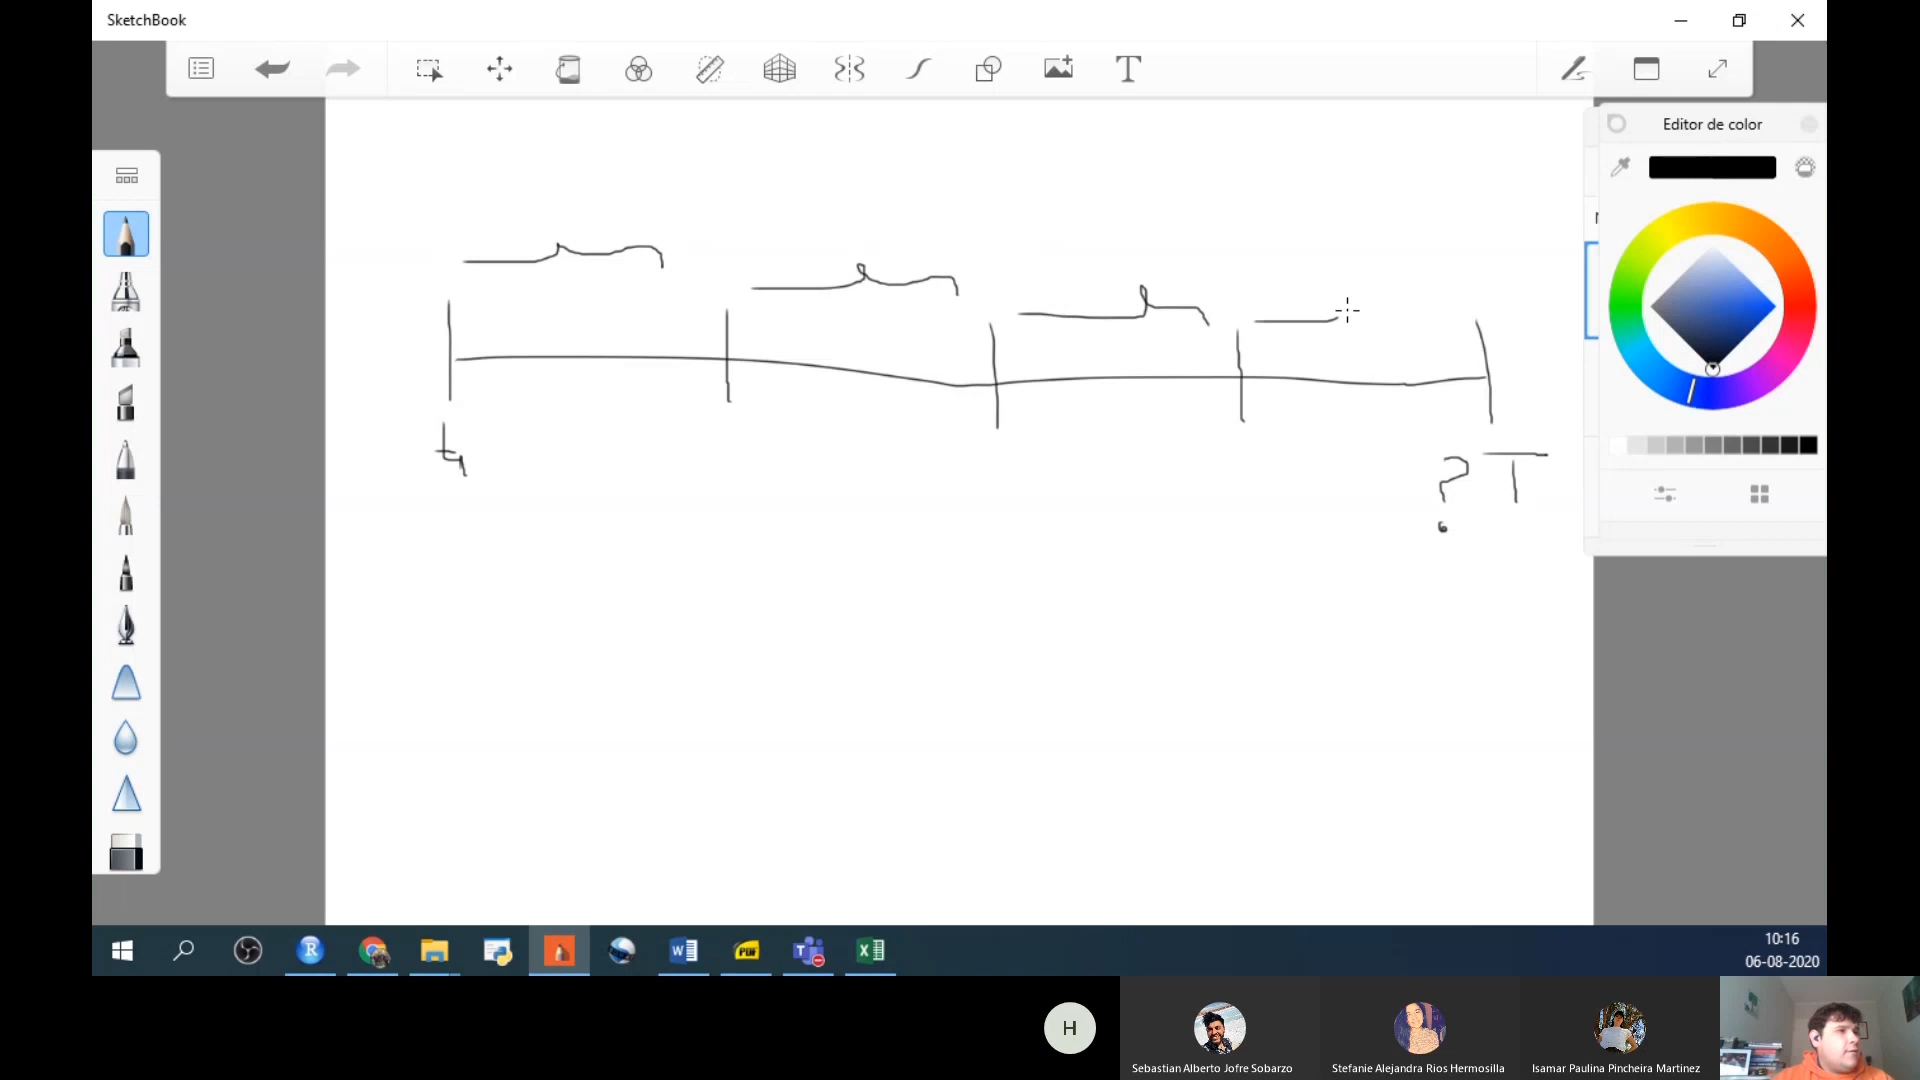 SketchBook
Editor de color
t1
? T
10:16
06-08-2020
H
Sebastian Alberto Jofre Sobarzo
Stefanie Alejandra Rios Hermosilla
Isamar Paulina Pincheira Martinez